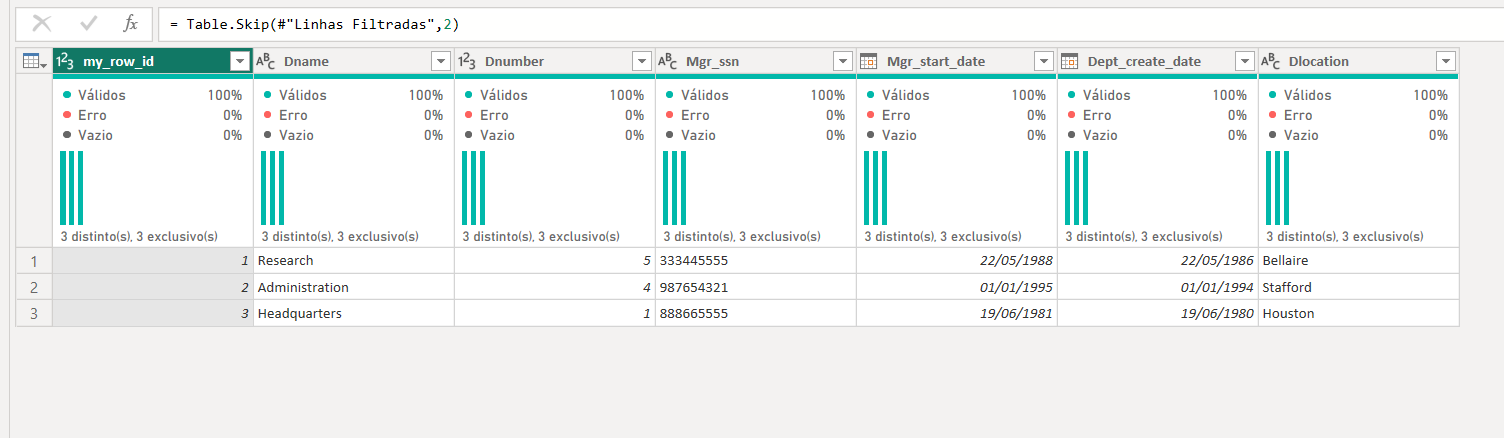 fx = Table.Skip(#"Linhas Filtradas",2)
1²3 my_row_id ABC Dname 1²3 Dnumber ABC Mgr_ssn Mgr_start_date Dept_create_date ABC Dlocation
Válidos 100% Válidos 100% Válidos 100% Válidos 100% Válidos 100% Válidos 100% Válidos 100%
Erro 0% Erro 0% Erro 0% Erro 0% Erro 0% Erro 0% Erro 0%
Vazio 0% Vazio 0% Vazio 0% Vazio 0% Vazio 0% Vazio 0% Vazio 0%
3 distinto(s), 3 exclusivo(s) 3 distinto(s), 3 exclusivo(s) 3 distinto(s), 3 exclusivo(s) 3 distinto(s), 3 exclusivo(s) 3 distinto(s), 3 exclusivo(s) 3 distinto(s), 3 exclusivo(s) 3 distinto(s), 3 exclusivo(s)
1 1 Research 5 333445555 22/05/1988 22/05/1986 Bellaire
2 2 Administration 4 987654321 01/01/1995 01/01/1994 Stafford
3 3 Headquarters 1 888665555 19/06/1981 19/06/1980 Houston